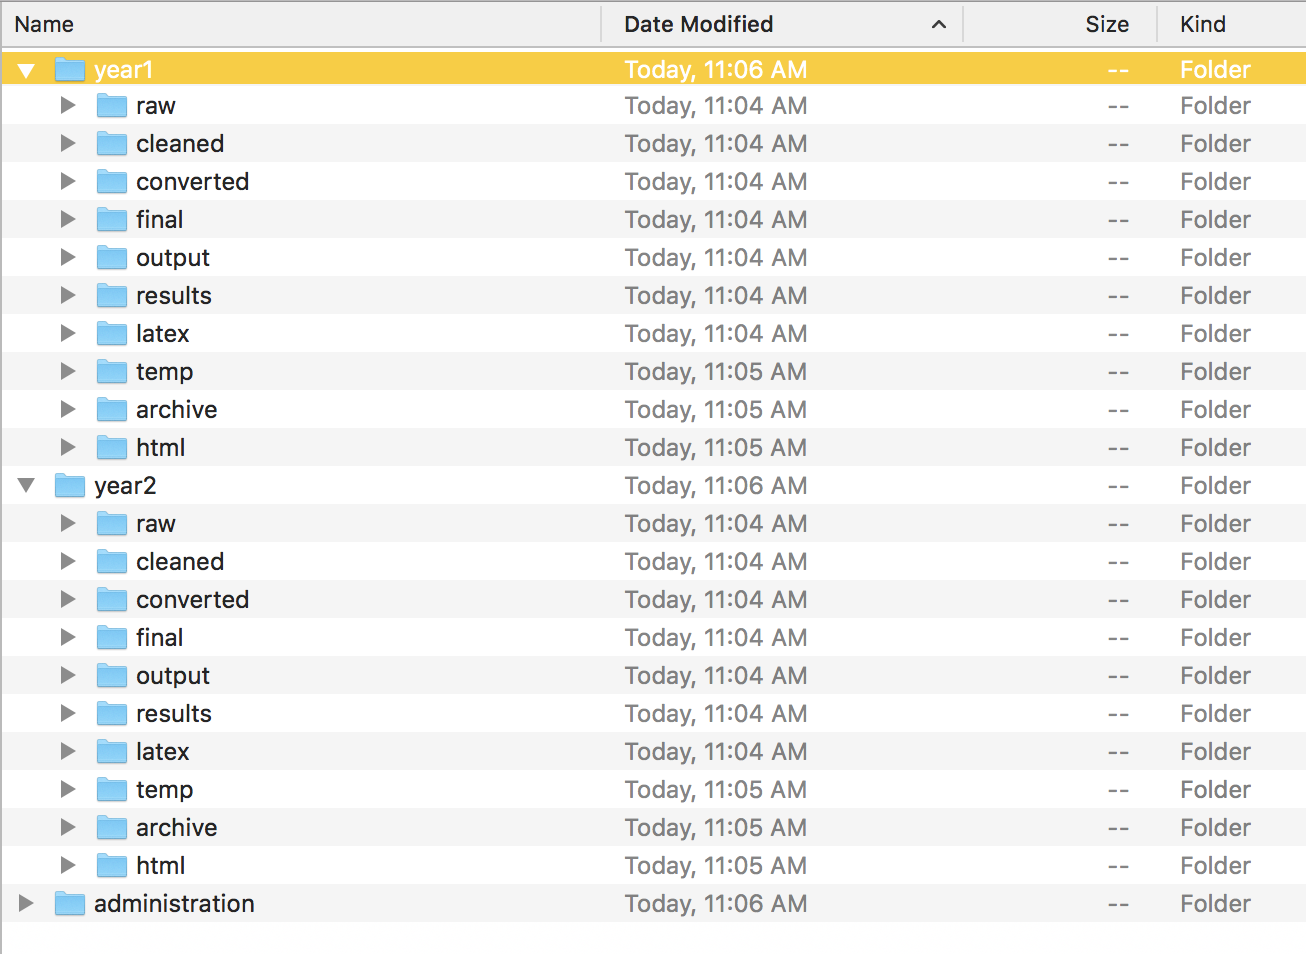 Name Date Modified Size Kind
year1 Today, 11:06 AM -- Folder
raw Today, 11:04 AM -- Folder
cleaned Today, 11:04 AM -- Folder
converted Today, 11:04 AM -- Folder
final Today, 11:04 AM -- Folder
output Today, 11:04 AM -- Folder
results Today, 11:04 AM -- Folder
latex Today, 11:04 AM -- Folder
temp Today, 11:05 AM -- Folder
archive Today, 11:05 AM -- Folder
html Today, 11:05 AM -- Folder
year2 Today, 11:06 AM -- Folder
raw Today, 11:04 AM -- Folder
cleaned Today, 11:04 AM -- Folder
converted Today, 11:04 AM -- Folder
final Today, 11:04 AM -- Folder
output Today, 11:04 AM -- Folder
results Today, 11:04 AM -- Folder
latex Today, 11:04 AM -- Folder
temp Today, 11:05 AM -- Folder
archive Today, 11:05 AM -- Folder
html Today, 11:05 AM -- Folder
administration Today, 11:06 AM -- Folder